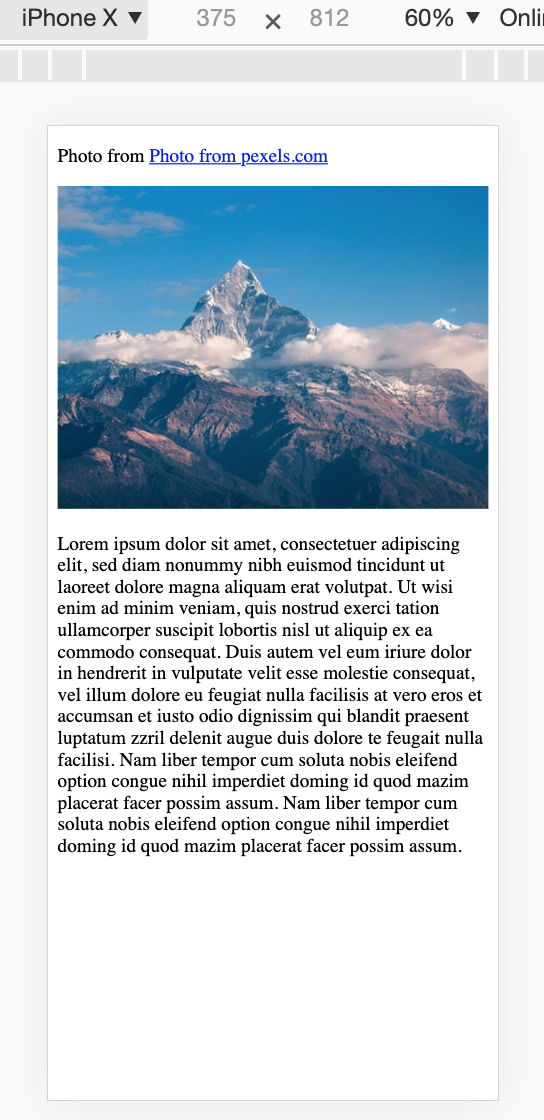 iPhone X ▼ 375 × 812 60% ▼
Photo from Photo from pexels.com
Lorem ipsum dolor sit amet, consectetuer adipiscing
elit, sed diam nonummy nibh euismod tincidunt ut
laoreet dolore magna aliquam erat volutpat. Ut wisi
enim ad minim veniam, quis nostrud exerci tation
ullamcorper suscipit lobortis nisl ut aliquip ex ea
commodo consequat. Duis autem vel eum iriure dolor
in hendrerit in vulputate velit esse molestie consequat,
vel illum dolore eu feugiat nulla facilisis at vero eros et
accumsan et iusto odio dignissim qui blandit praesent
luptatum zzril delenit augue duis dolore te feugait nulla
facilisi. Nam liber tempor cum soluta nobis eleifend
option congue nihil imperdiet doming id quod mazim
placerat facer possim assum. Nam liber tempor cum
soluta nobis eleifend option congue nihil imperdiet
doming id quod mazim placerat facer possim assum.